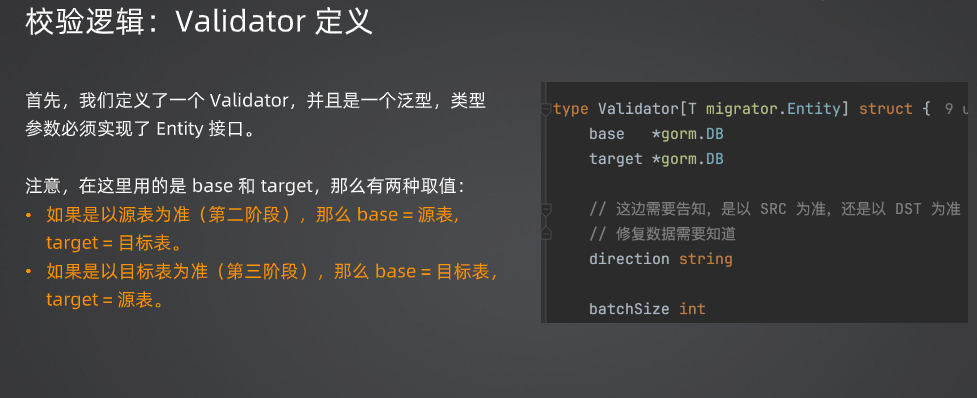 校验逻辑：Validator 定义
首先，我们定义了一个 Validator，并且是一个泛型，类型
参数必须实现了 Entity 接口。
注意，在这里用的是 base 和 target，那么有两种取值：
• 如果是以源表为准（第二阶段），那么 base = 源表，
target = 目标表。
• 如果是以目标表为准（第三阶段），那么 base = 目标表，
target = 源表。
type Validator[T migrator.Entity] struct { 9 u
base *gorm.DB
target *gorm.DB
// 这边需要告知，是以 SRC 为准，还是以 DST 为准
// 修复数据需要知道
direction string
batchSize int